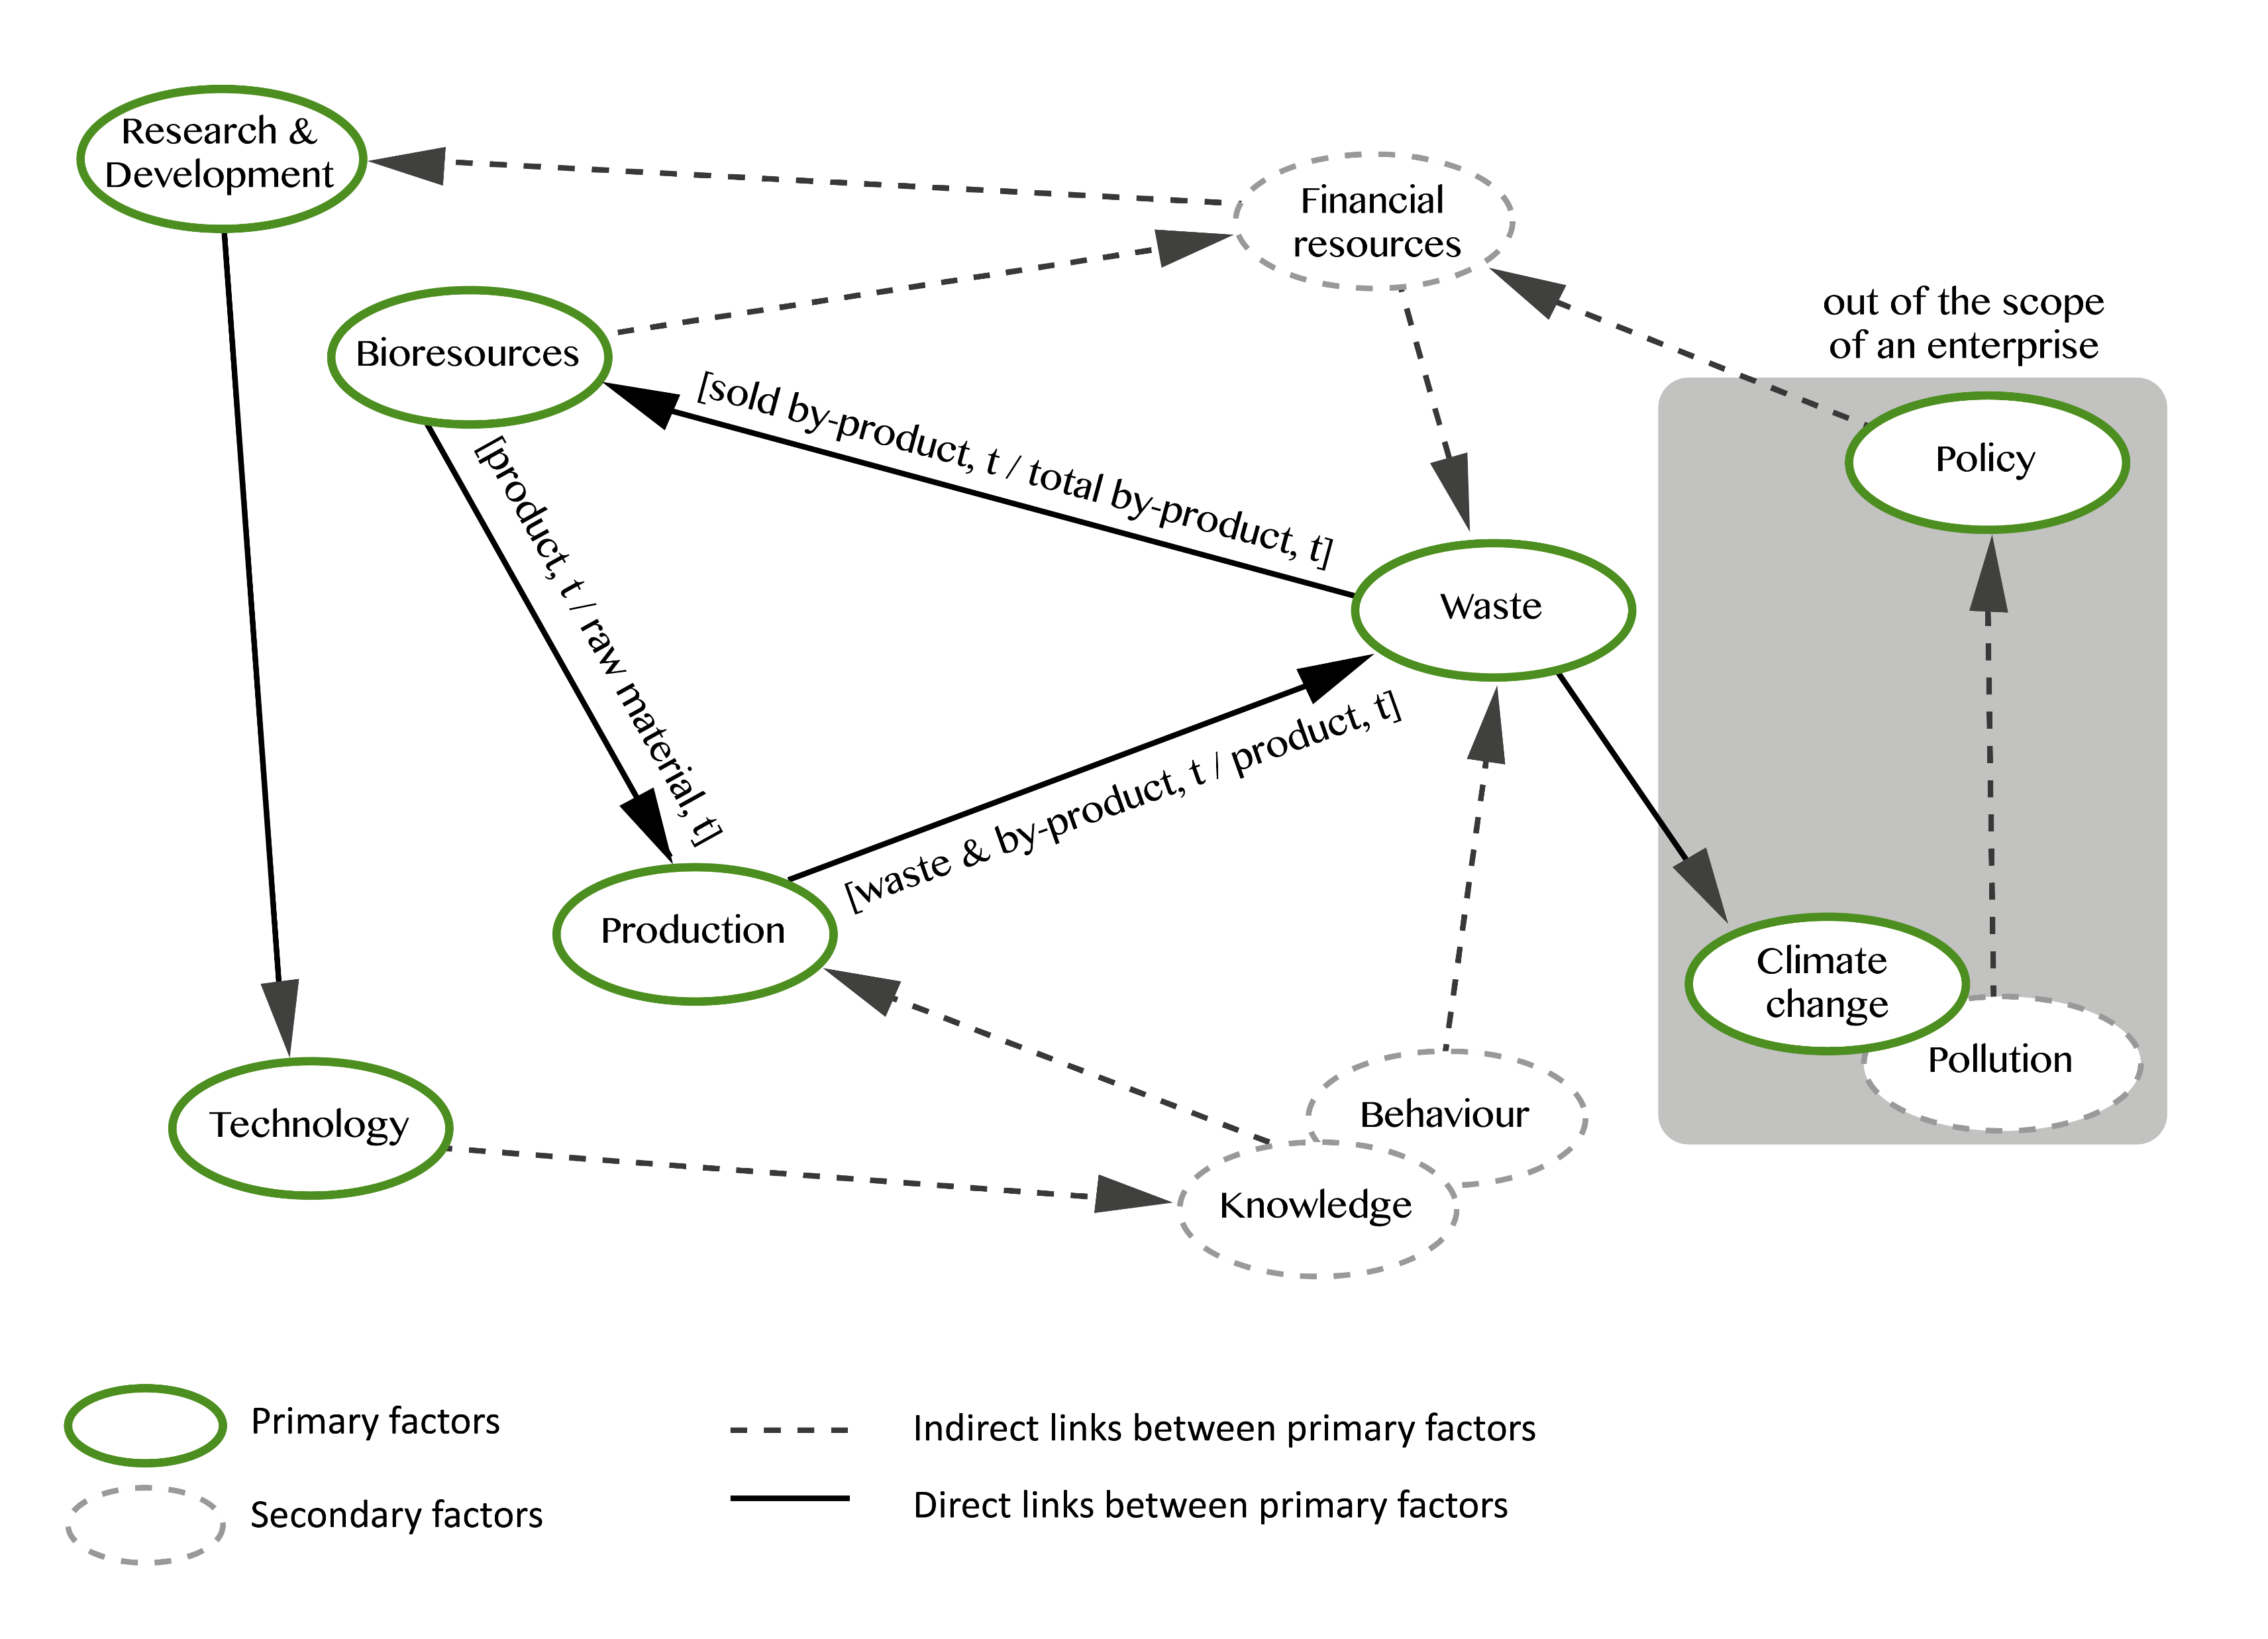 Research &
Development
Financial
resources
out of the scope
of an enterprise
Bioresources
[sold by-product, t / total by-product, t]
Policy
[product, t / raw material, t]
Waste
[waste & by-product, t / product, t]
Production
Climate
change
Pollution
Technology
Behaviour
Knowledge
Primary factors
Indirect links between primary factors
Secondary factors
Direct links between primary factors